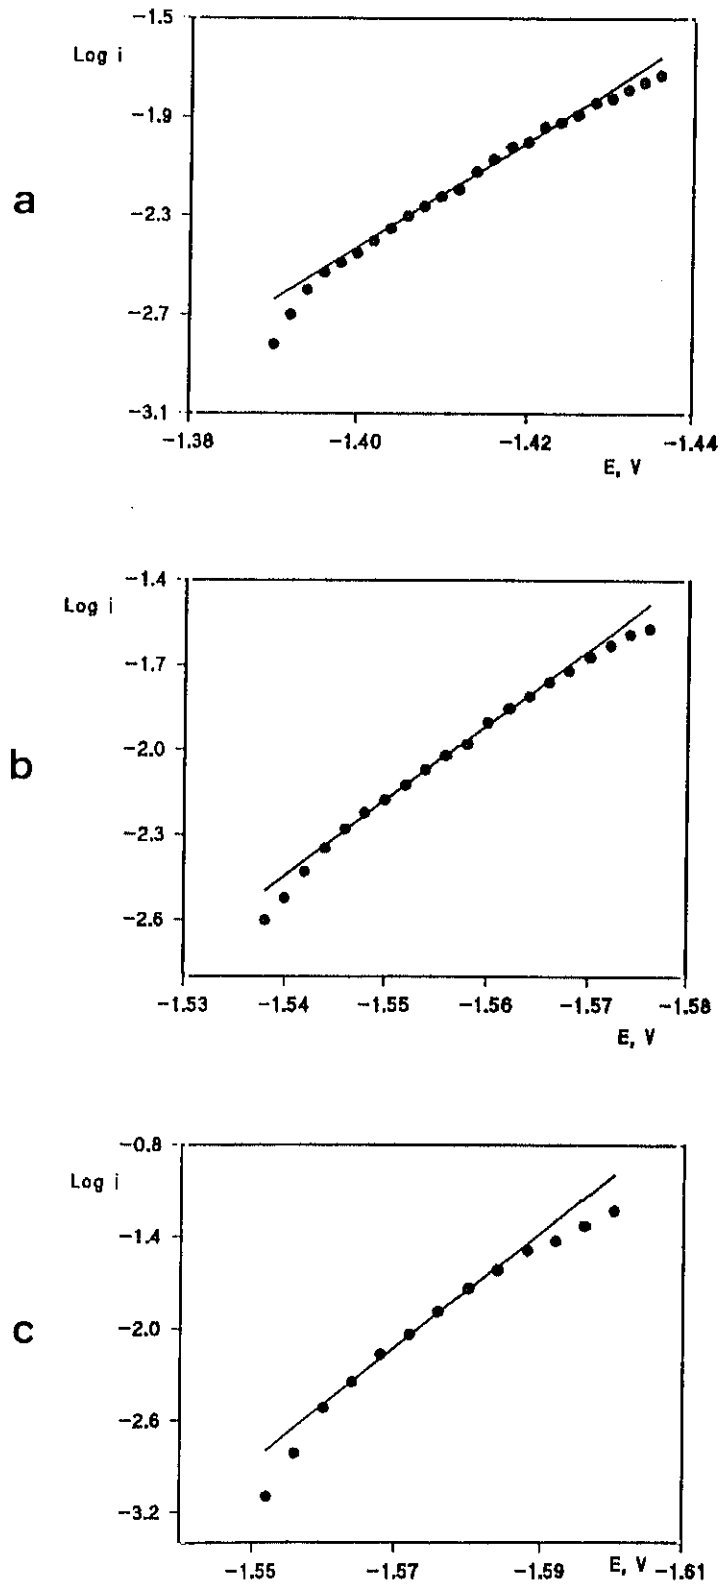 −1.5
Log i
−1.9
a
−2.3
−2.7
−3.1
−1.38 −1.40 −1.42 −1.44
E, V
−1.4
Log i
−1.7
b
−2.0
−2.3
−2.6
−1.53 −1.54 −1.55 −1.56 −1.57 −1.58
E, V
−0.8
Log i
−1.4
c
−2.0
−2.6
−3.2
−1.55 −1.57 −1.59 E, V −1.61